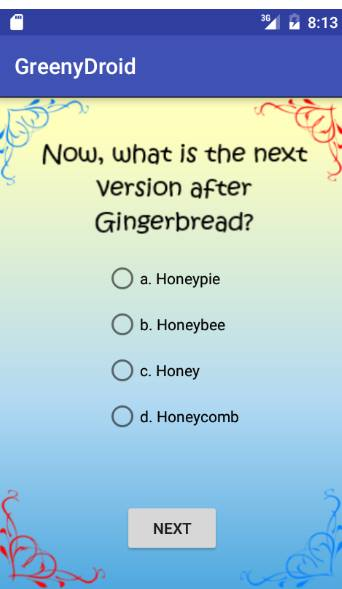 3G 8:13
GreenyDroid
Now, what is the next
version after
Gingerbread?
a. Honeypie
b. Honeybee
c. Honey
d. Honeycomb
NEXT